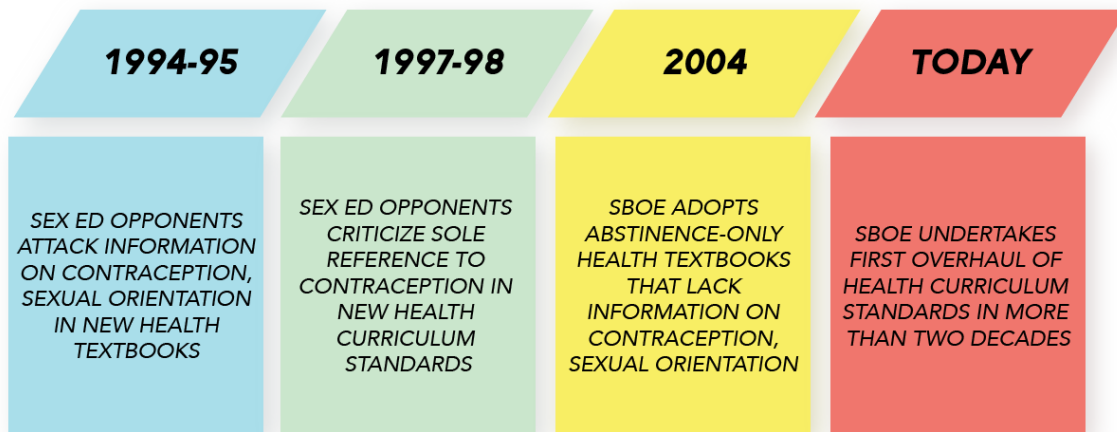 1994-95
1997-98
2004
TODAY
SEX ED OPPONENTS
ATTACK INFORMATION
ON CONTRACEPTION,
SEXUAL ORIENTATION
IN NEW HEALTH
TEXTBOOKS
SEX ED OPPONENTS
CRITICIZE SOLE
REFERENCE TO
CONTRACEPTION IN
NEW HEALTH
CURRICULUM
STANDARDS
SBOE ADOPTS
ABSTINENCE-ONLY
HEALTH TEXTBOOKS
THAT LACK
INFORMATION ON
CONTRACEPTION,
SEXUAL ORIENTATION
SBOE UNDERTAKES
FIRST OVERHAUL OF
HEALTH CURRICULUM
STANDARDS IN MORE
THAN TWO DECADES